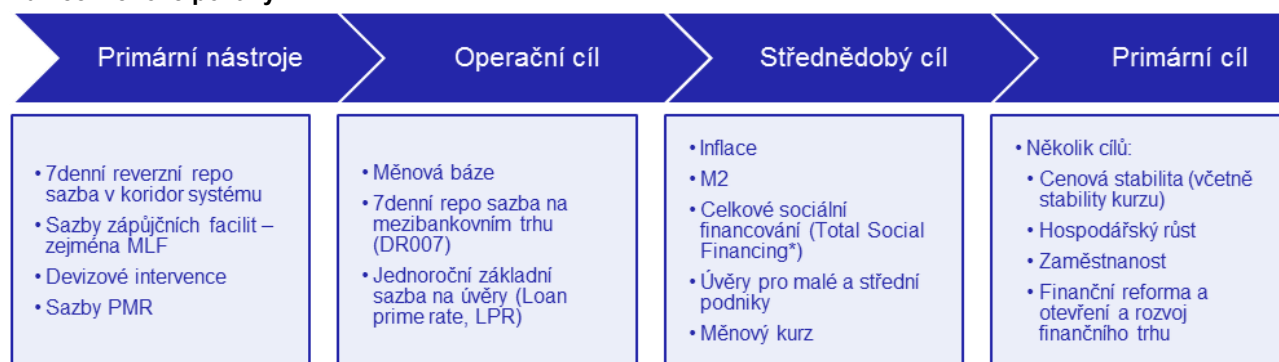 Primární nástroje
Operační cíl
Střednědobý cíl
Primární cíl
• 7denní reverzní repo
sazba v koridor systému
• Sazby zápůjčních facilit –
zejména MLF
• Devizové intervence
• Sazby PMR
• Měnová báze
• 7denní repo sazba na
mezibankovním trhu
(DR007)
• Jednoroční základní
sazba na úvěry (Loan
prime rate, LPR)
• Inflace
• M2
• Celkové sociální
financování (Total Social
Financing*)
• Úvěry pro malé a střední
podniky
• Měnový kurz
• Několik cílů:
• Cenová stabilita (včetně
stability kurzu)
• Hospodářský růst
• Zaměstnanost
• Finanční reforma a
otevření a rozvoj
finančního trhu